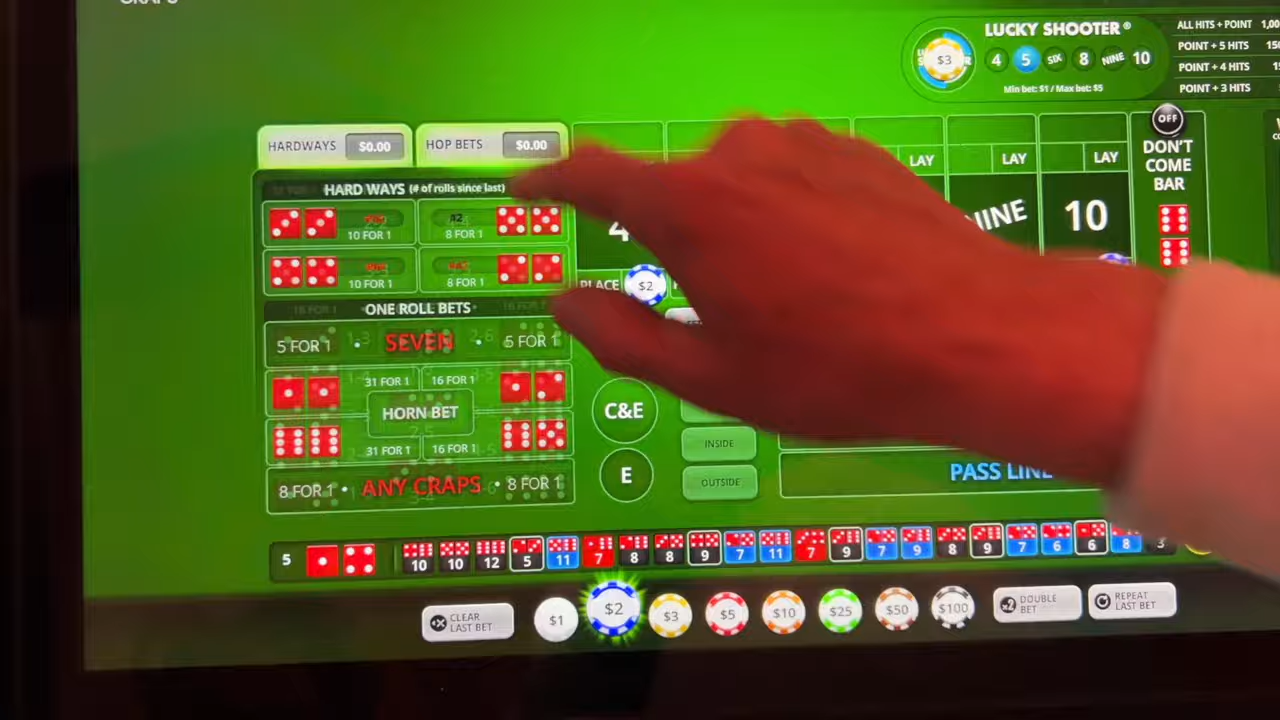 LUCKY SHOOTER®
$3
4 5 SIX 8 NINE 10
Min bet: $1 / Max bet: $5
ALL HITS + POINT
POINT + 5 HITS
POINT + 4 HITS
POINT + 3 HITS
HARDWAYS $0.00
HOP BETS $0.00
LAY LAY LAY
OFF
DON'T
COME
BAR
HARD WAYS (# of rolls since last)
10 FOR 1
8 FOR 1
10 FOR 1
8 FOR 1
4
NINE
10
PLACE $2
ONE ROLL BETS
5 FOR 1 • SEVEN • 5 FOR 1
31 FOR 1 16 FOR 1
HORN BET
31 FOR 1 16 FOR 1
8 FOR 1 • ANY CRAPS • 8 FOR 1
C&E
E
INSIDE
OUTSIDE
PASS LINE
5 10 10 12 5 11 7 8 8 9 7 11 7 9 7 9 8 9 7 6 6 8 3
CLEAR
LAST BET
$1 $2 $3 $5 $10 $25 $50 $100
x2 DOUBLE
BET
REPEAT
LAST BET